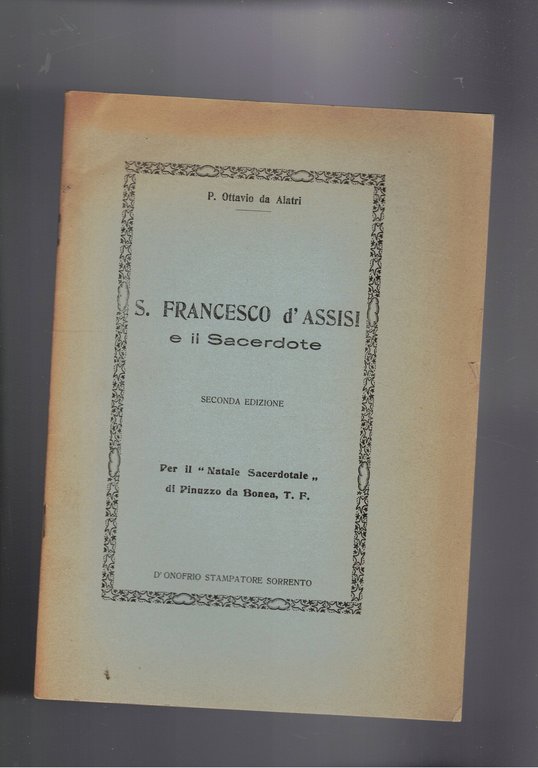 P. Ottavio da Alatri
S. FRANCESCO d'ASSISI
e il Sacerdote
SECONDA EDIZIONE
Per il " Natale Sacerdotale „
di Pinuzzo da Bonea, T. F.
D'ONOFRIO STAMPATORE SORRENTO